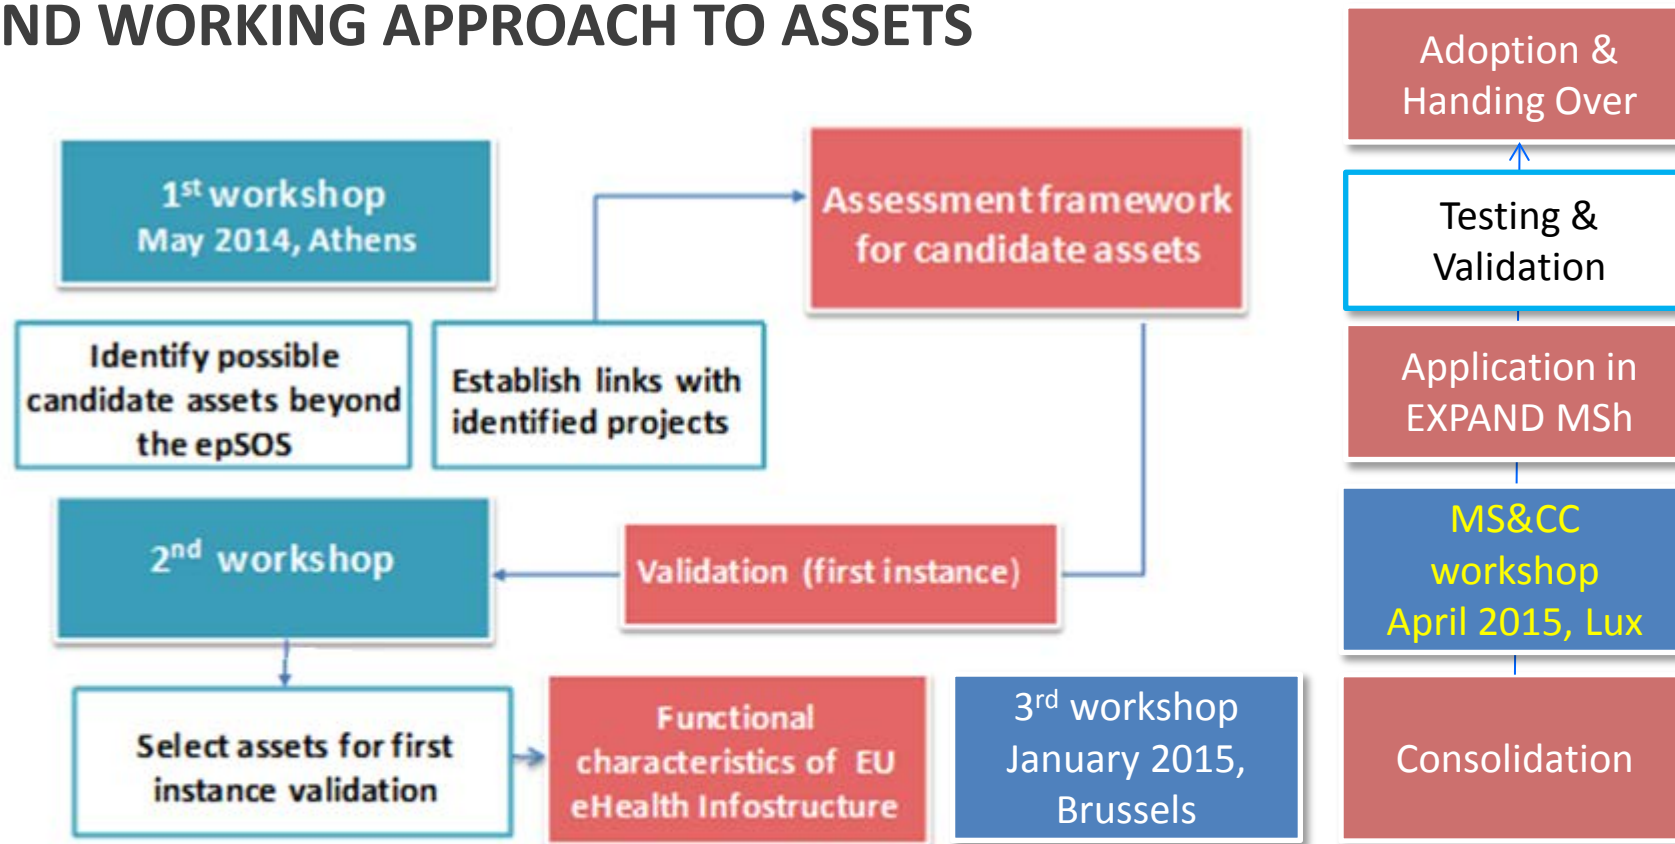 ND WORKING APPROACH TO ASSETS
1st workshop
May 2014, Athens
Identify possible
candidate assets beyond
the epSOS
Establish links with
identified projects
Assessment framework
for candidate assets
2nd workshop
Validation (first instance)
Select assets for first
instance validation
Functional
characteristics of EU
eHealth Infostructure
3rd workshop
January 2015,
Brussels
Adoption &
Handing Over
Testing &
Validation
Application in
EXPAND MSh
MS&CC
workshop
April 2015, Lux
Consolidation